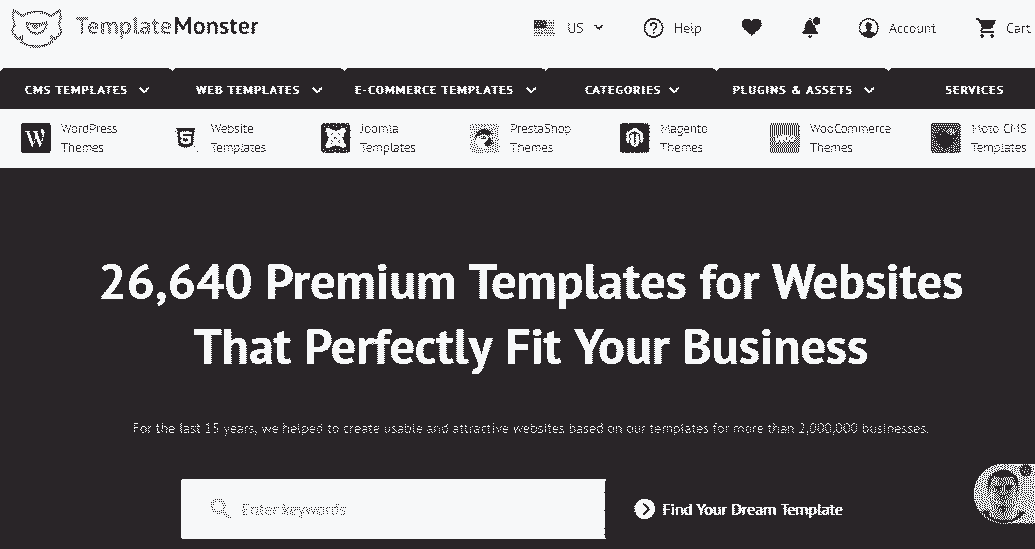 TemplateMonster
US
Help
Account
Cart
CMS TEMPLATES
WEB TEMPLATES
E-COMMERCE TEMPLATES
CATEGORIES
PLUGINS & ASSETS
SERVICES
WordPress
Themes
Website
Templates
Joomla
Templates
PrestaShop
Themes
Magento
Themes
WooCommerce
Themes
Moto CMS
Templates
26,640 Premium Templates for Websites
That Perfectly Fit Your Business
For the last 15 years, we helped to create usable and attractive websites based on our templates for more than 2,000,000 businesses.
Enter keywords
Find Your Dream Template